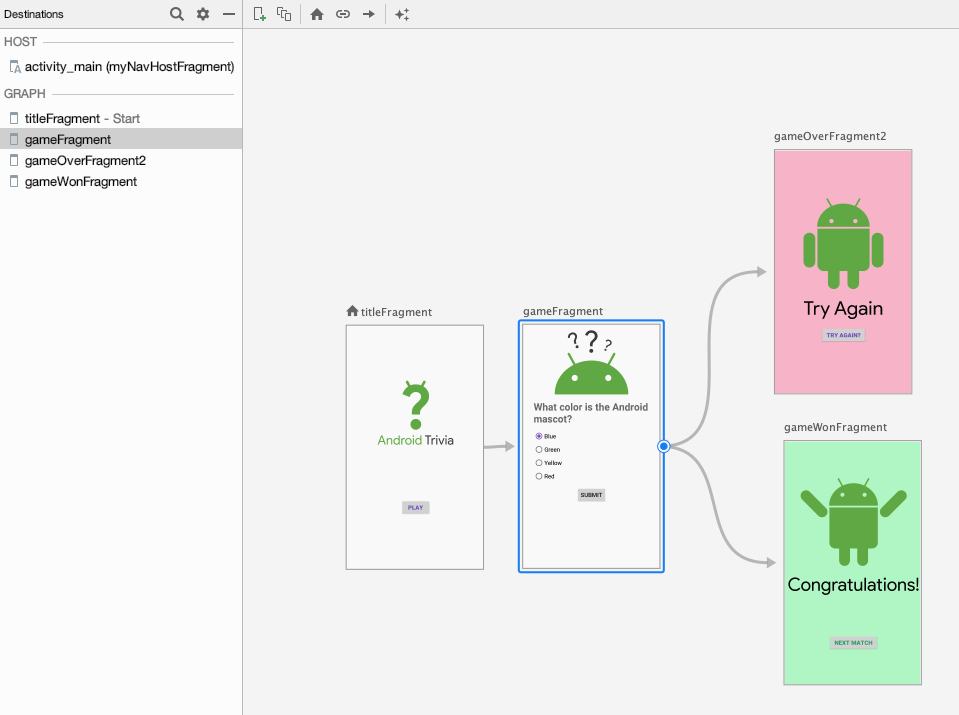 Destinations
HOST
activity_main (myNavHostFragment)
GRAPH
titleFragment - Start
gameFragment
gameOverFragment2
gameWonFragment
titleFragment
?
Android Trivia
PLAY
gameFragment
? ? ?
What color is the Android
mascot?
Blue
Green
Yellow
Red
SUBMIT
gameOverFragment2
Try Again
TRY AGAIN?
gameWonFragment
Congratulations!
NEXT MATCH